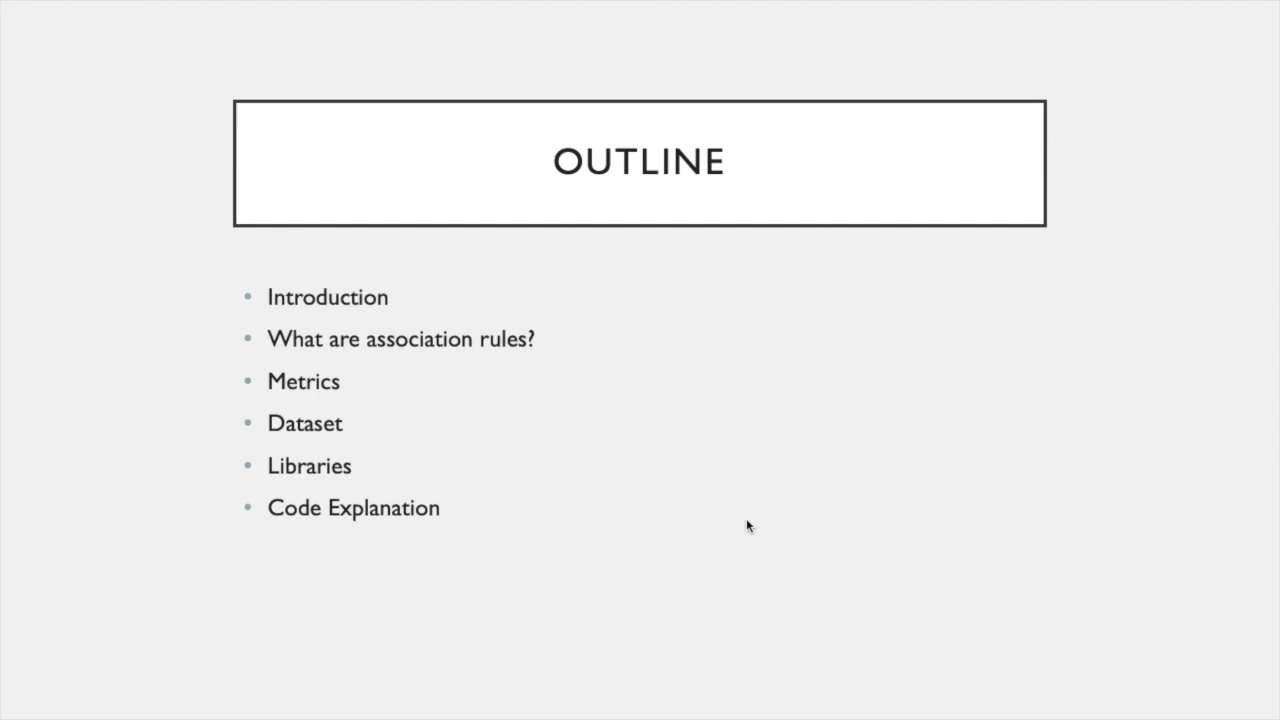 OUTLINE
• Introduction
• What are association rules?
• Metrics
• Dataset
• Libraries
• Code Explanation